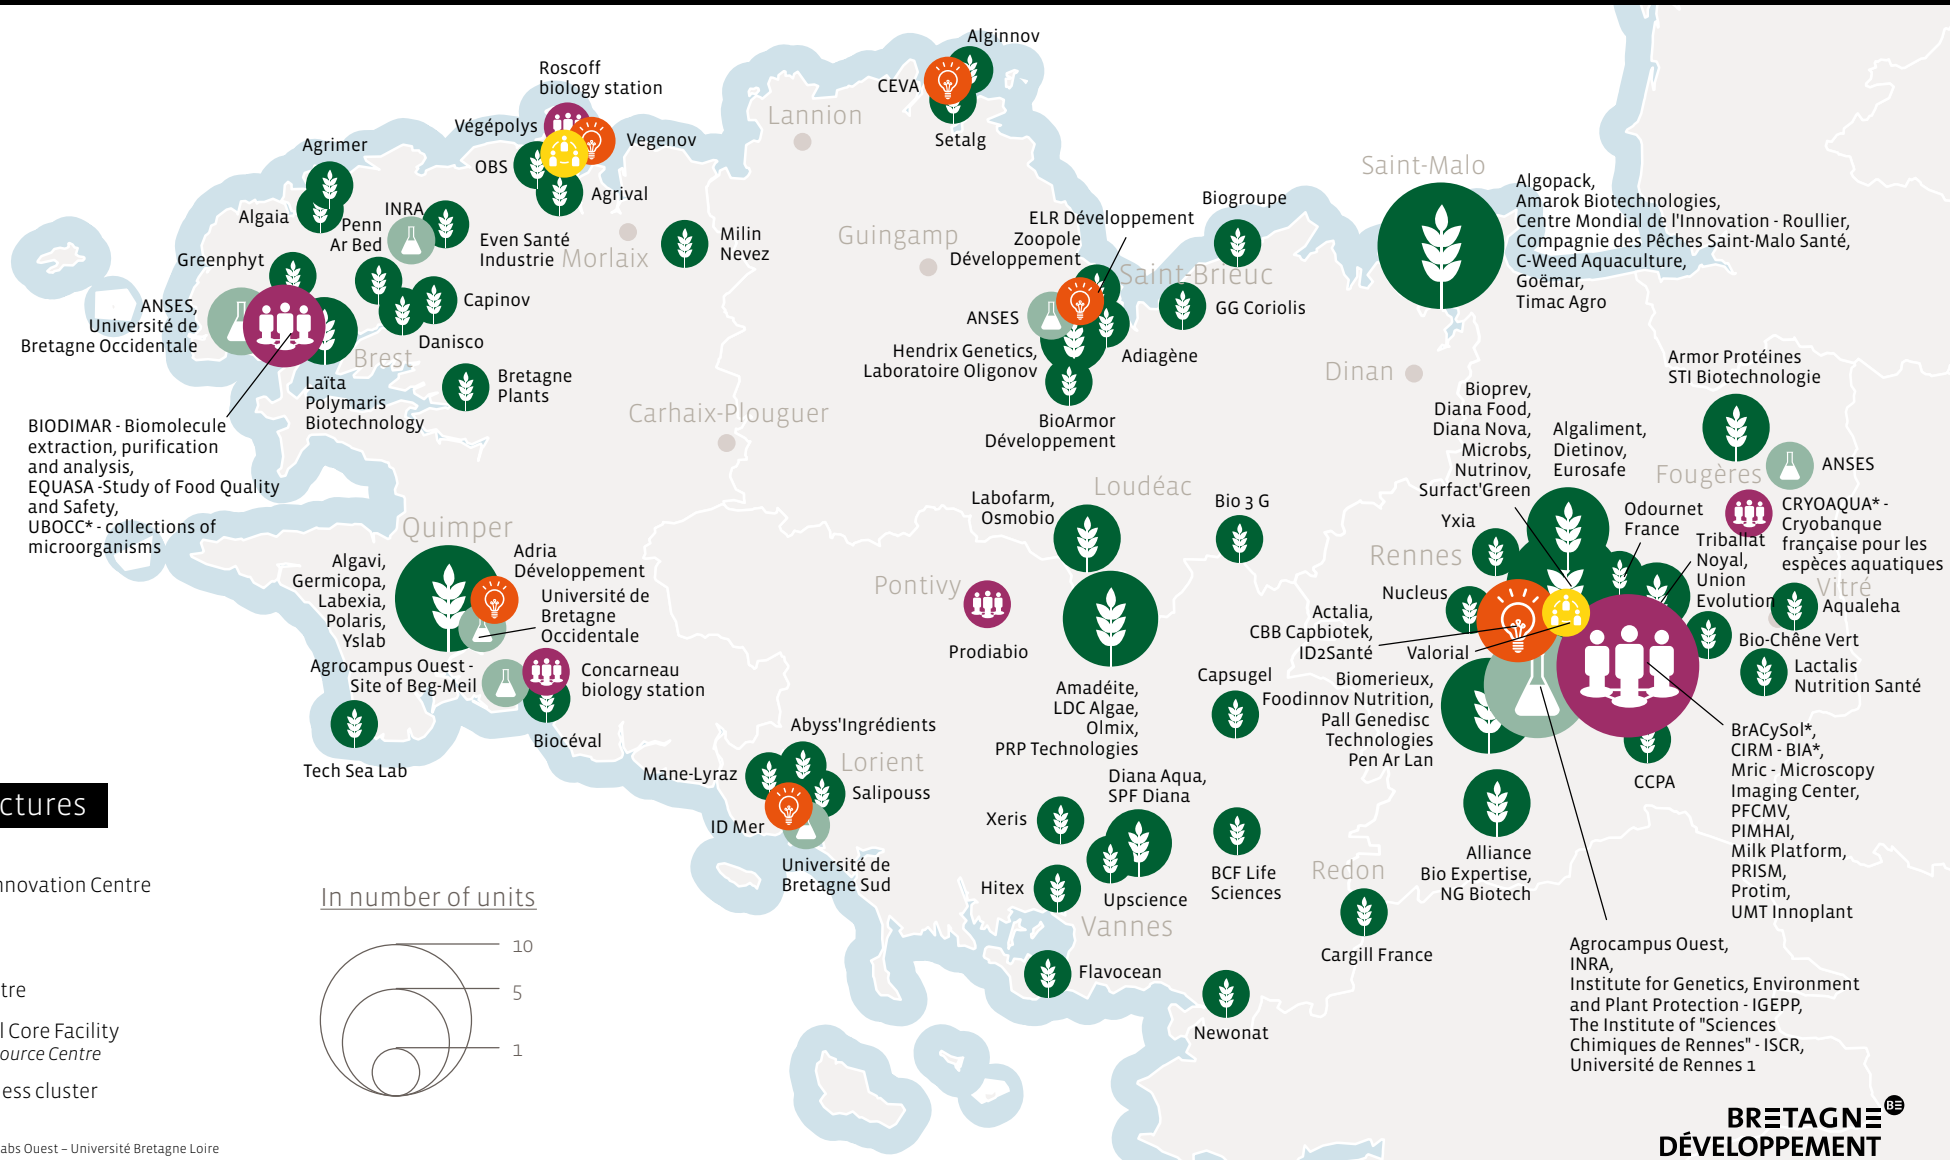 Alginnov
Roscoff
biology station
CEVA
Lannion
Végépolys
Vegenov
Setalg
Agrimer
OBS
Agrival
Saint-Malo
Algopack,
Amarok Biotechnologies,
Centre Mondial de l'Innovation - Roullier,
Compagnie des Pêches Saint-Malo Santé,
C-Weed Aquaculture,
Goëmar,
Timac Agro
Algaia
Penn
Ar Bed
INRA
Even Santé
Industrie
Morlaix
Milin
Nevez
Guingamp
ELR Développement
Zoopole
Développement
Biogroupe
Saint-Brieuc
Greenphyt
Capinov
ANSES,
Université de
Bretagne Occidentale
Danisco
Brest
ANSES
GG Coriolis
Hendrix Genetics,
Laboratoire Oligonov
Adiagène
Laïta
Polymaris
Biotechnology
Bretagne
Plants
Carhaix-Plouguer
BioArmor
Développement
Dinan
Armor Protéines
STI Biotechnologie
BIODIMAR - Biomolecule
extraction, purification
and analysis,
EQUASA -Study of Food Quality
and Safety,
UBOCC* - collections of
microorganisms
Bioprev,
Diana Food,
Diana Nova,
Microbs,
Nutrinov,
Surfact'Green
Algaliment,
Dietinov,
Eurosafe
Fougères
ANSES
Loudéac
Labofarm,
Osmobio
Bio 3 G
Yxia
Odournet
France
CRYOAQUA* -
Cryobanque
française pour les
espèces aquatiques
Triballat
Noyal,
Union
Evolution
Quimper
Algavi,
Germicopa,
Labexia,
Polaris,
Yslab
Adria
Développement
Université de
Bretagne
Occidentale
Rennes
Pontivy
Nucleus
Vitré
Aqualeha
Actalia,
CBB Capbiotek,
ID2Santé
Valorial
Bio-Chêne Vert
Prodiabio
Agrocampus Ouest -
Site of Beg-Meil
Concarneau
biology station
Lactalis
Nutrition Santé
Capsugel
Biomerieux,
Foodinnov Nutrition,
Pall Genedisc
Technologies
Pen Ar Lan
Amadéite,
LDC Algae,
Olmix,
PRP Technologies
Biocéval
Abyss'Ingrédients
Tech Sea Lab
Mane-Lyraz
Lorient
Salipouss
Diana Aqua,
SPF Diana
CCPA
BrACySol*,
CIRM - BIA*,
Mric - Microscopy
Imaging Center,
PFCMV,
PIMHAI,
Milk Platform,
PRISM,
Protim,
UMT Innoplant
ctures
ID Mer
Xeris
Université de
Bretagne Sud
Hitex
Upscience
BCF Life
Sciences
Redon
Alliance
Bio Expertise,
NG Biotech
nnovation Centre
In number of units
10
5
1
Vannes
Flavocean
Cargill France
Agrocampus Ouest,
INRA,
Institute for Genetics, Environment
and Plant Protection - IGEPP,
The Institute of "Sciences
Chimiques de Rennes" - ISCR,
Université de Rennes 1
tre
l Core Facility
ource Centre
ess cluster
Newonat
abs Ouest – Université Bretagne Loire
BRETAGNE BE
DÉVELOPPEMENT